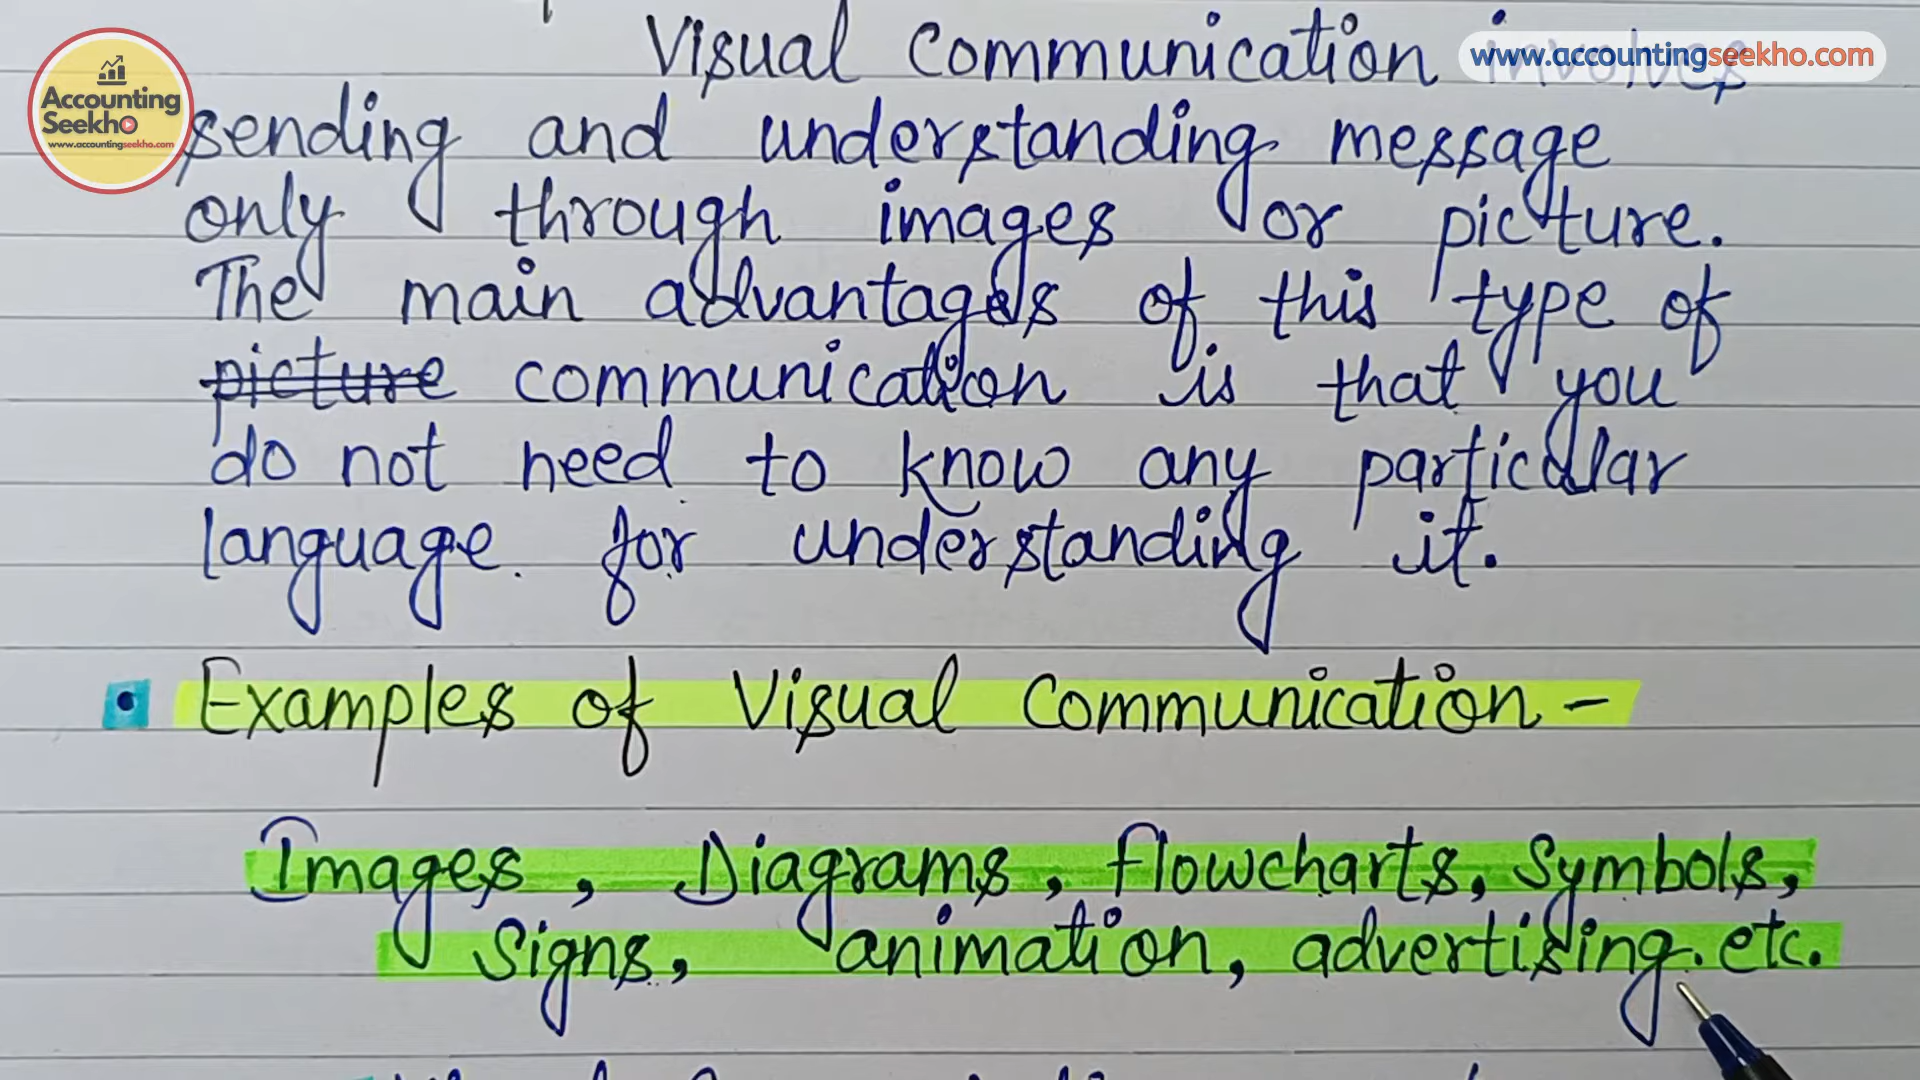 Visual Communication involves
www.accountingseekho.com
Accounting
Seekho
www.accountingseekho.com
sending and understanding message
only through images or picture.
The main advantages of this type of
picture communication is that you
do not need to know any particular
language. for understanding it.
• Examples of Visual Communication -
Images, Diagrams, flowcharts, Symbols,
Signs, animation, advertising. etc.